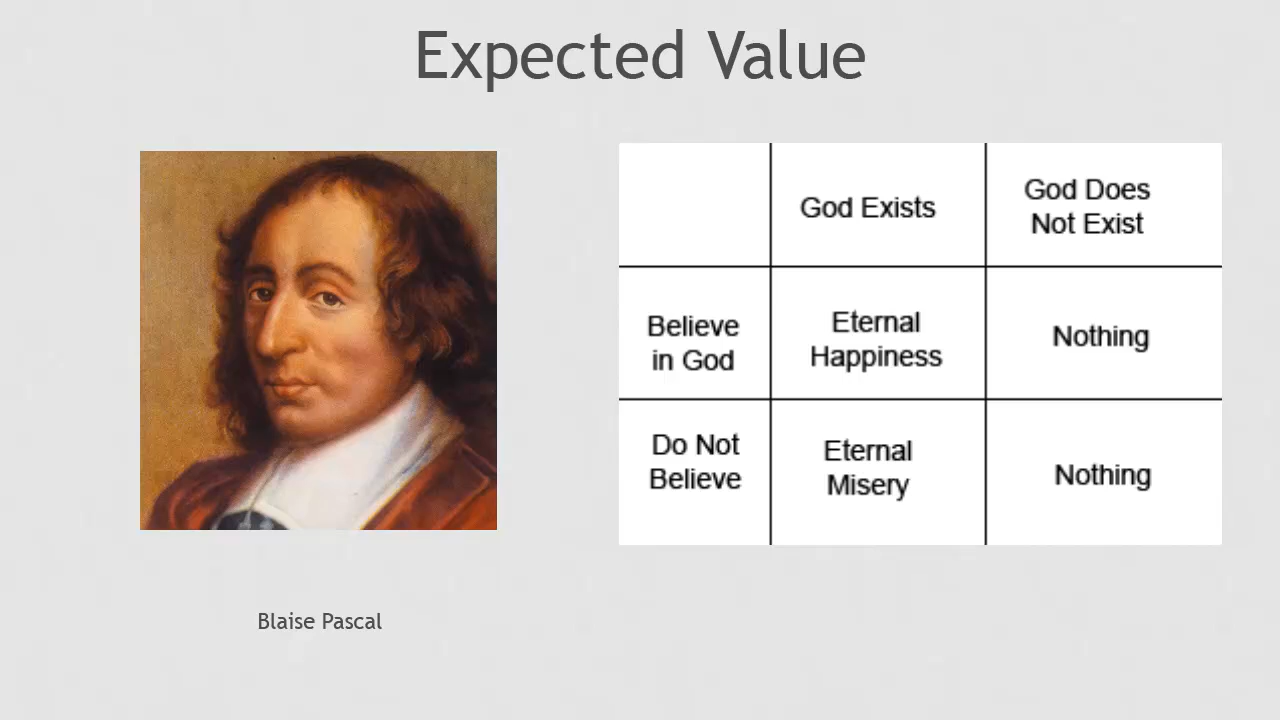 Expected Value
God Exists
God Does
Not Exist
Believe
in God
Eternal
Happiness
Nothing
Do Not
Believe
Eternal
Misery
Nothing
Blaise Pascal